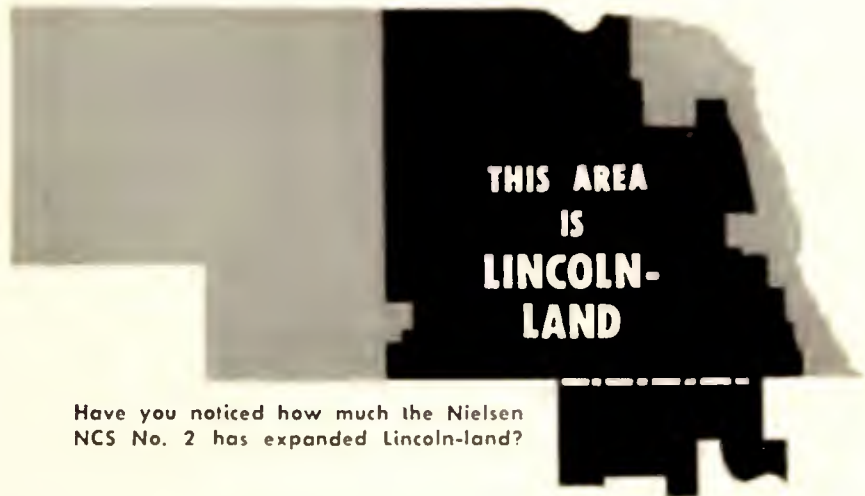 THIS AREA
IS
LINCOLN-
LAND
Have you noticed how much the Nielsen
NCS No. 2 has expanded Lincoln-land?